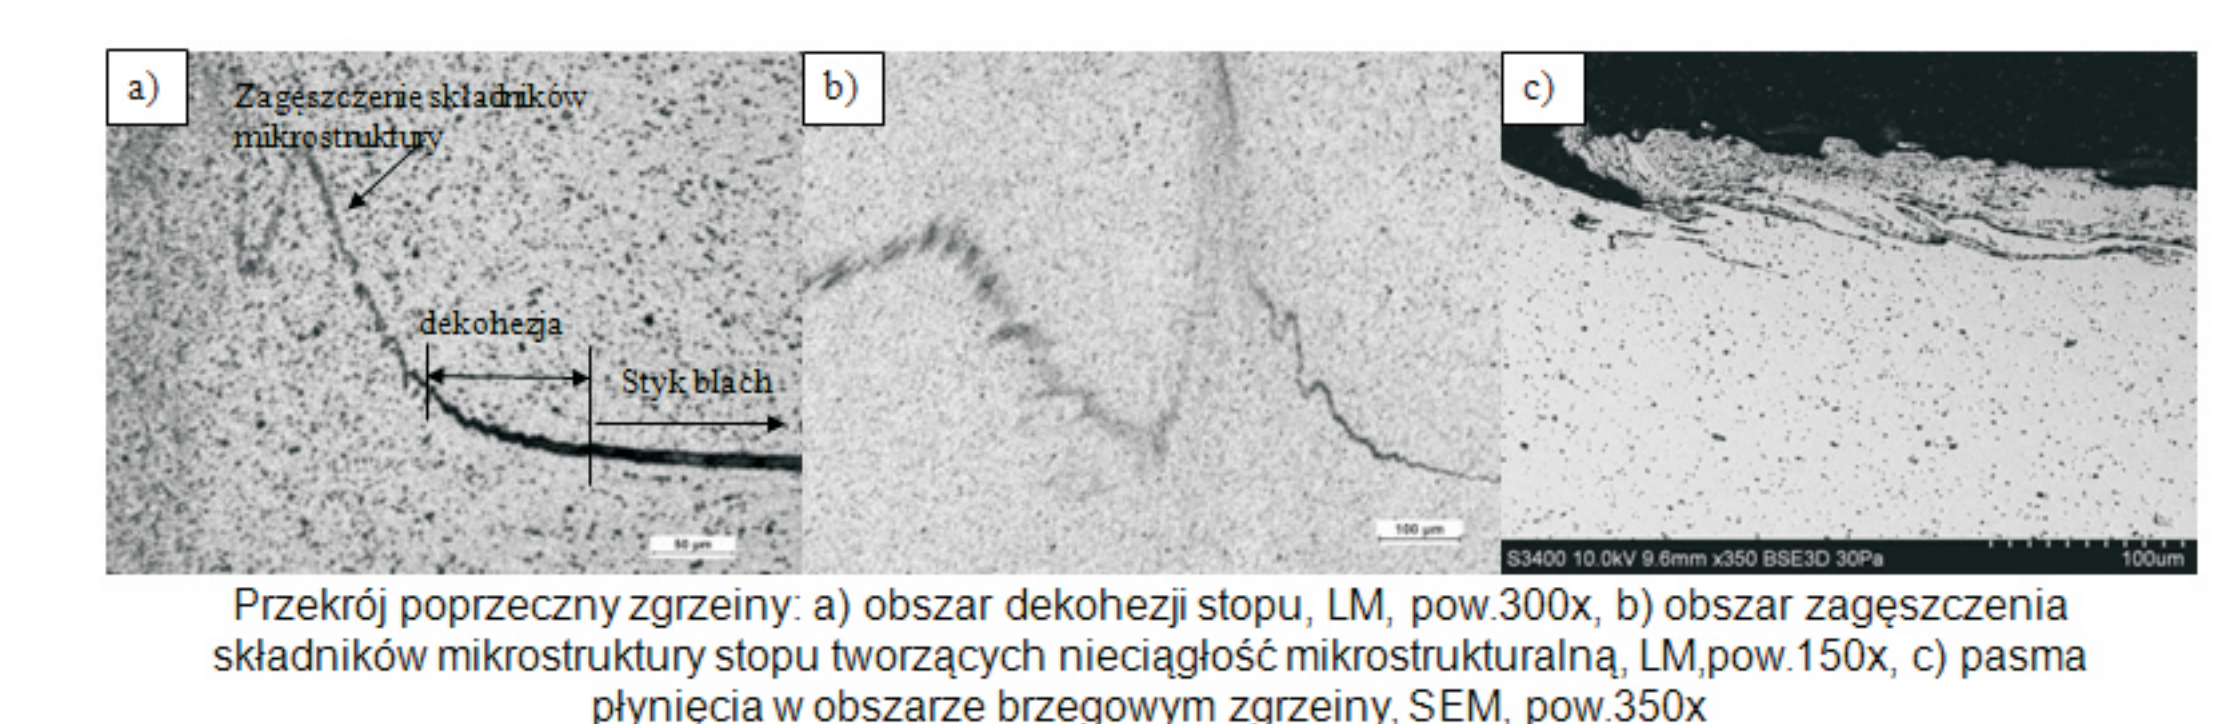 a)
Zagęszczenie składników
mikrostruktury
dekohezja
Styk blach
50 µm
b)
100 µm
c)
S3400 10.0kV 9.6mm x350 BSE3D 30Pa
100um
Przekrój poprzeczny zgrzeiny: a) obszar dekohezji stopu, LM, pow.300x, b) obszar zagęszczenia
składników mikrostruktury stopu tworzących nieciągłość mikrostrukturalną, LM,pow.150x, c) pasma
płynięcia w obszarze brzegowym zgrzeiny, SEM, pow.350x